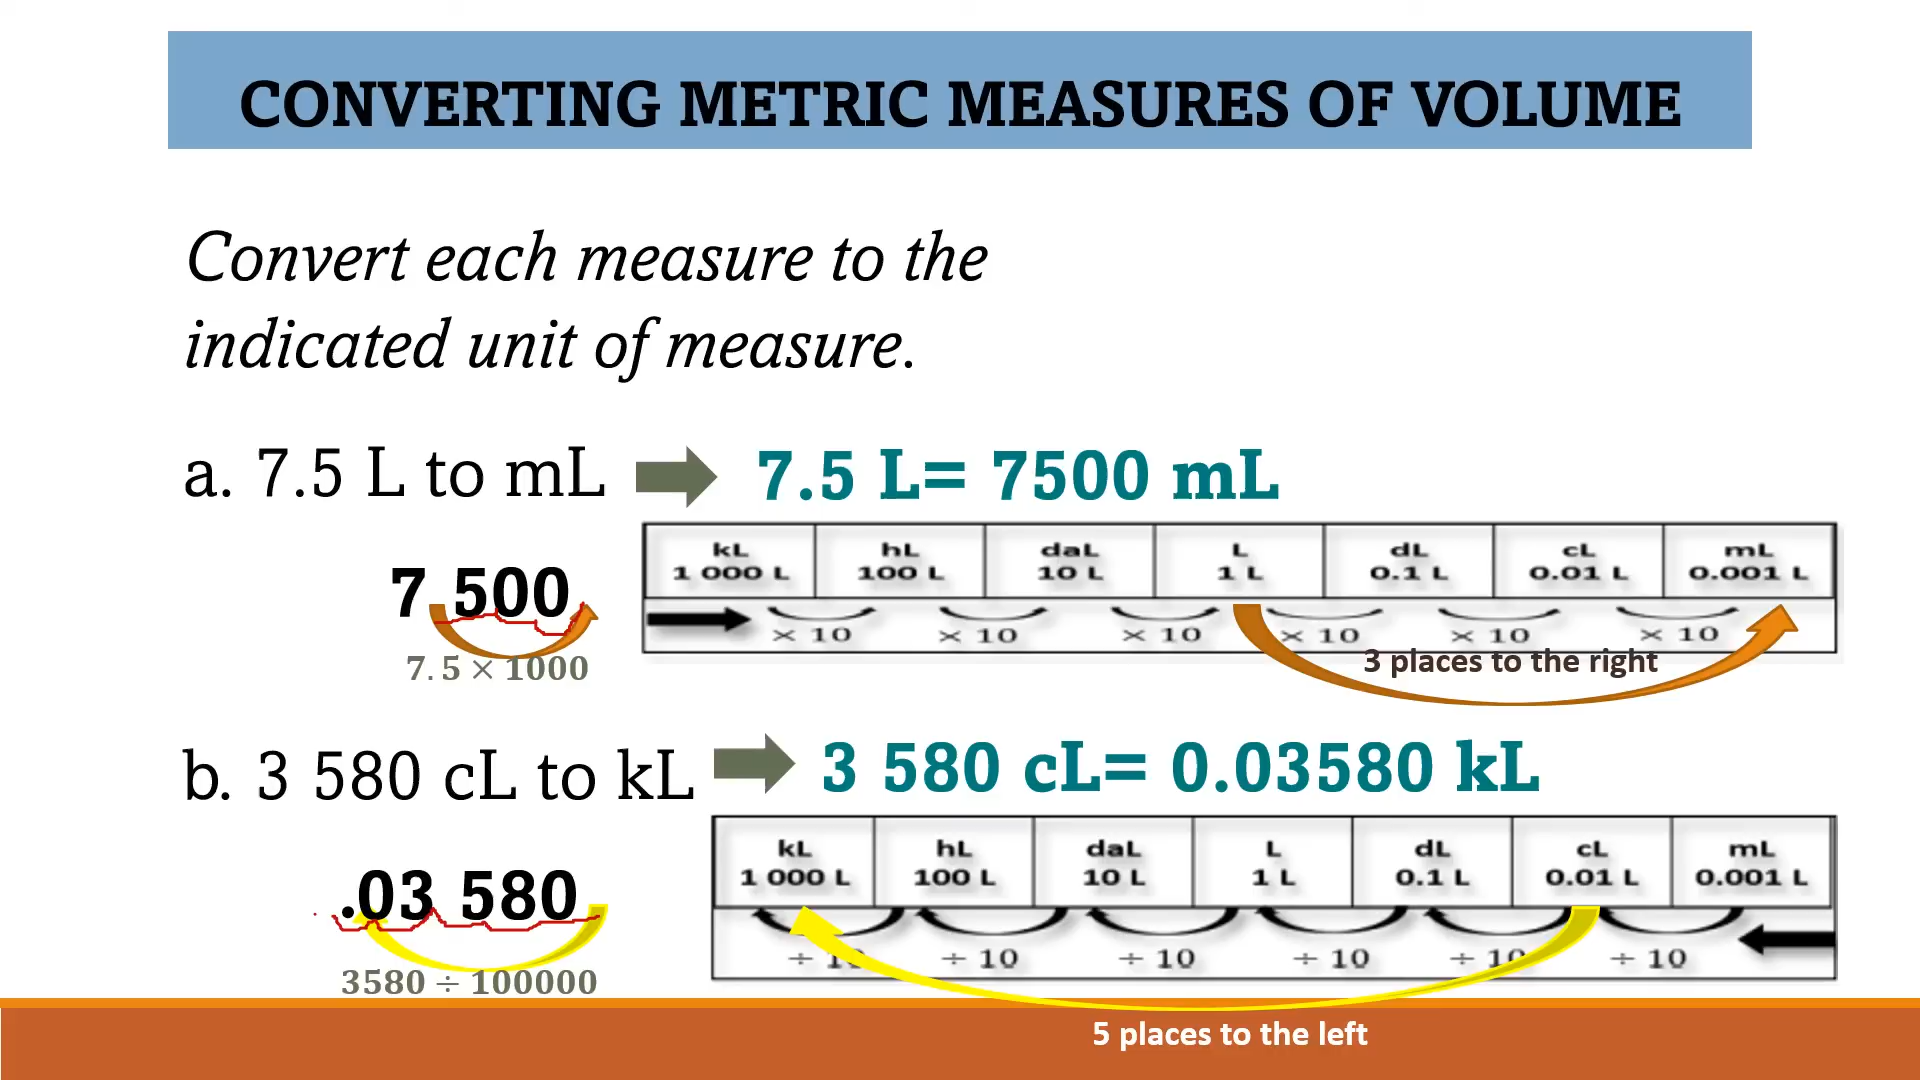 CONVERTING METRIC MEASURES OF VOLUME
Convert each measure to the
indicated unit of measure.
a. 7.5 L to mL
7.5 L= 7500 mL
kL hL daL L dL cL mL
1 000 L 100 L 10 L 1 L 0.1 L 0.01 L 0.001 L
7 500
× 10 × 10 × 10 × 10 × 10 × 10
7.5 × 1000
3 places to the right
b. 3 580 cL to kL
3 580 cL= 0.03580 kL
kL hL daL L dL cL mL
1 000 L 100 L 10 L 1 L 0.1 L 0.01 L 0.001 L
.03 580
÷ 10 ÷ 10 ÷ 10 ÷ 10 ÷ 10 ÷ 10
3580 ÷ 100000
5 places to the left